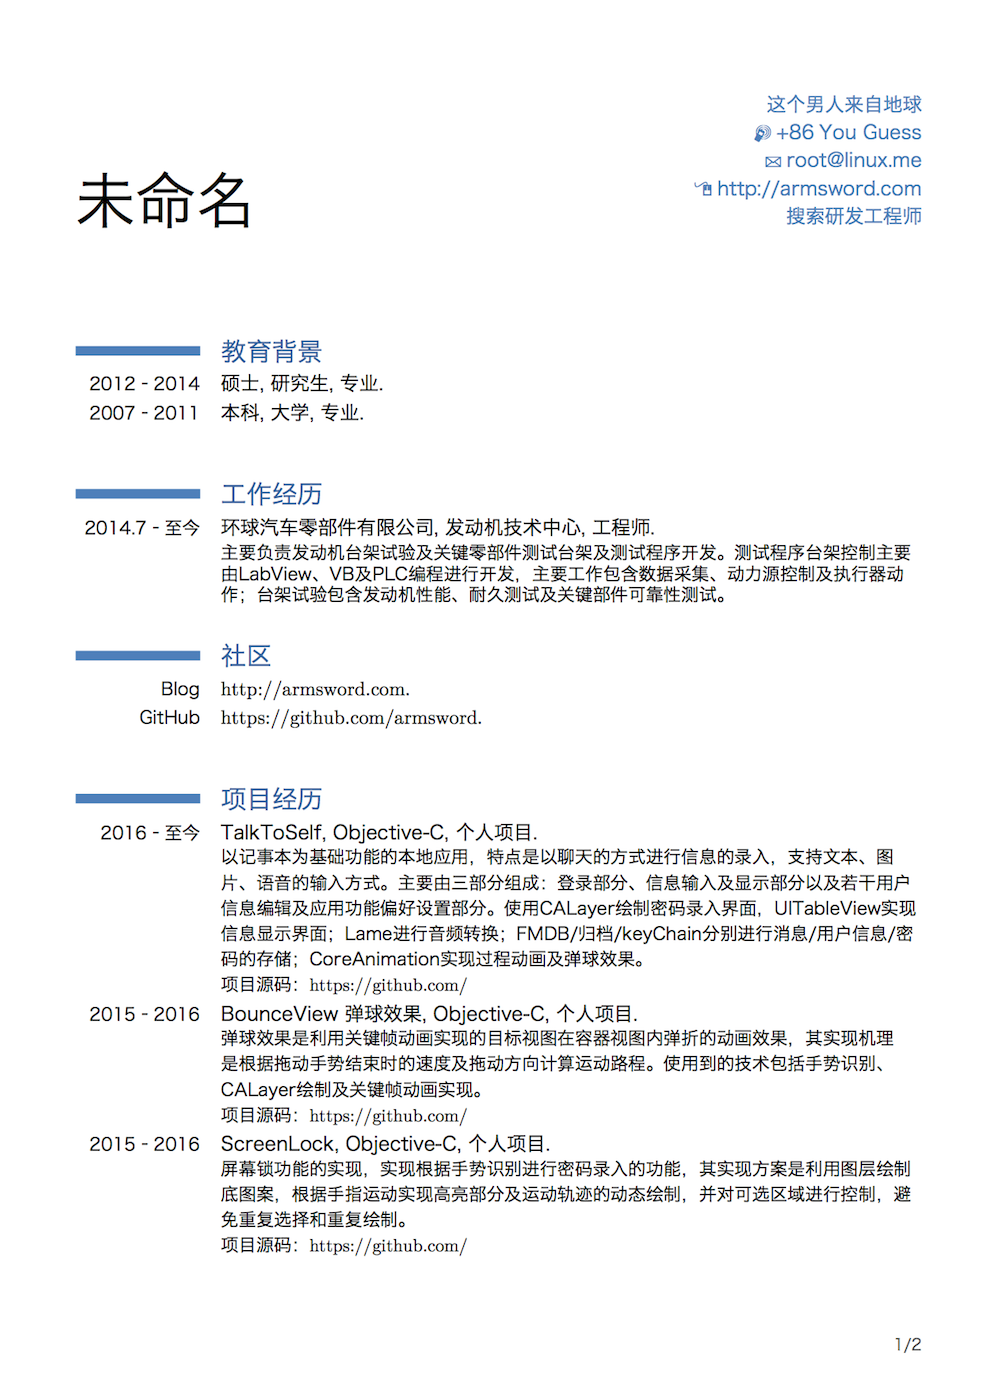 这个男人来自地球
+86 You Guess
root@linux.me
http://armsword.com
搜索研发工程师
未命名
教育背景
2012 - 2014 硕士, 研究生, 专业.
2007 - 2011 本科, 大学, 专业.
工作经历
2014.7 - 至今 环球汽车零部件有限公司, 发动机技术中心, 工程师.
主要负责发动机台架试验及关键零部件测试台架及测试程序开发。测试程序台架控制主要
由LabView、VB及PLC编程进行开发，主要工作包含数据采集、动力源控制及执行器动
作；台架试验包含发动机性能、耐久测试及关键部件可靠性测试。
社区
Blog http://armsword.com.
GitHub https://github.com/armsword.
项目经历
2016 - 至今 TalkToSelf, Objective-C, 个人项目.
以记事本为基础功能的本地应用，特点是以聊天的方式进行信息的录入，支持文本、图
片、语音的输入方式。主要由三部分组成：登录部分、信息输入及显示部分以及若干用户
信息编辑及应用功能偏好设置部分。使用CALayer绘制密码录入界面，UITableView实现
信息显示界面；Lame进行音频转换；FMDB/归档/keyChain分别进行消息/用户信息/密
码的存储；CoreAnimation实现过程动画及弹球效果。
项目源码：https://github.com/
2015 - 2016 BounceView 弹球效果, Objective-C, 个人项目.
弹球效果是利用关键帧动画实现的目标视图在容器视图内弹折的动画效果，其实现机理
是根据拖动手势结束时的速度及拖动方向计算运动路程。使用到的技术包括手势识别、
CALayer绘制及关键帧动画实现。
项目源码：https://github.com/
2015 - 2016 ScreenLock, Objective-C, 个人项目.
屏幕锁功能的实现，实现根据手势识别进行密码录入的功能，其实现方案是利用图层绘制
底图案，根据手指运动实现高亮部分及运动轨迹的动态绘制，并对可选区域进行控制，避
免重复选择和重复绘制。
项目源码：https://github.com/
1/2